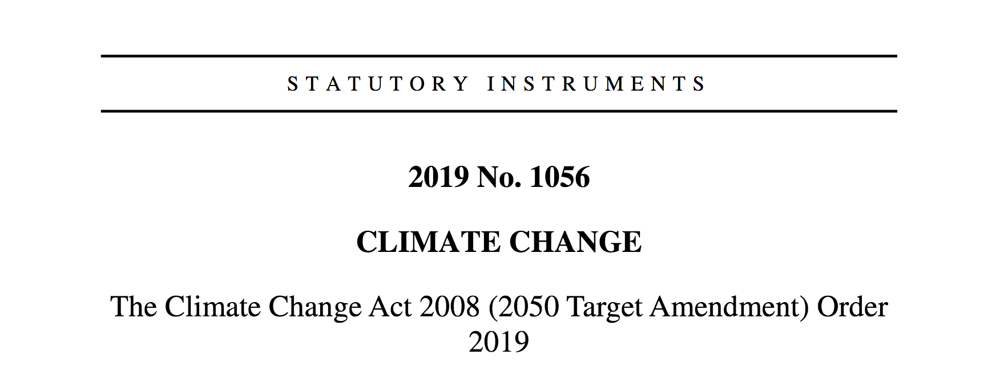 STATUTORY INSTRUMENTS
2019 No. 1056
CLIMATE CHANGE
The Climate Change Act 2008 (2050 Target Amendment) Order
2019